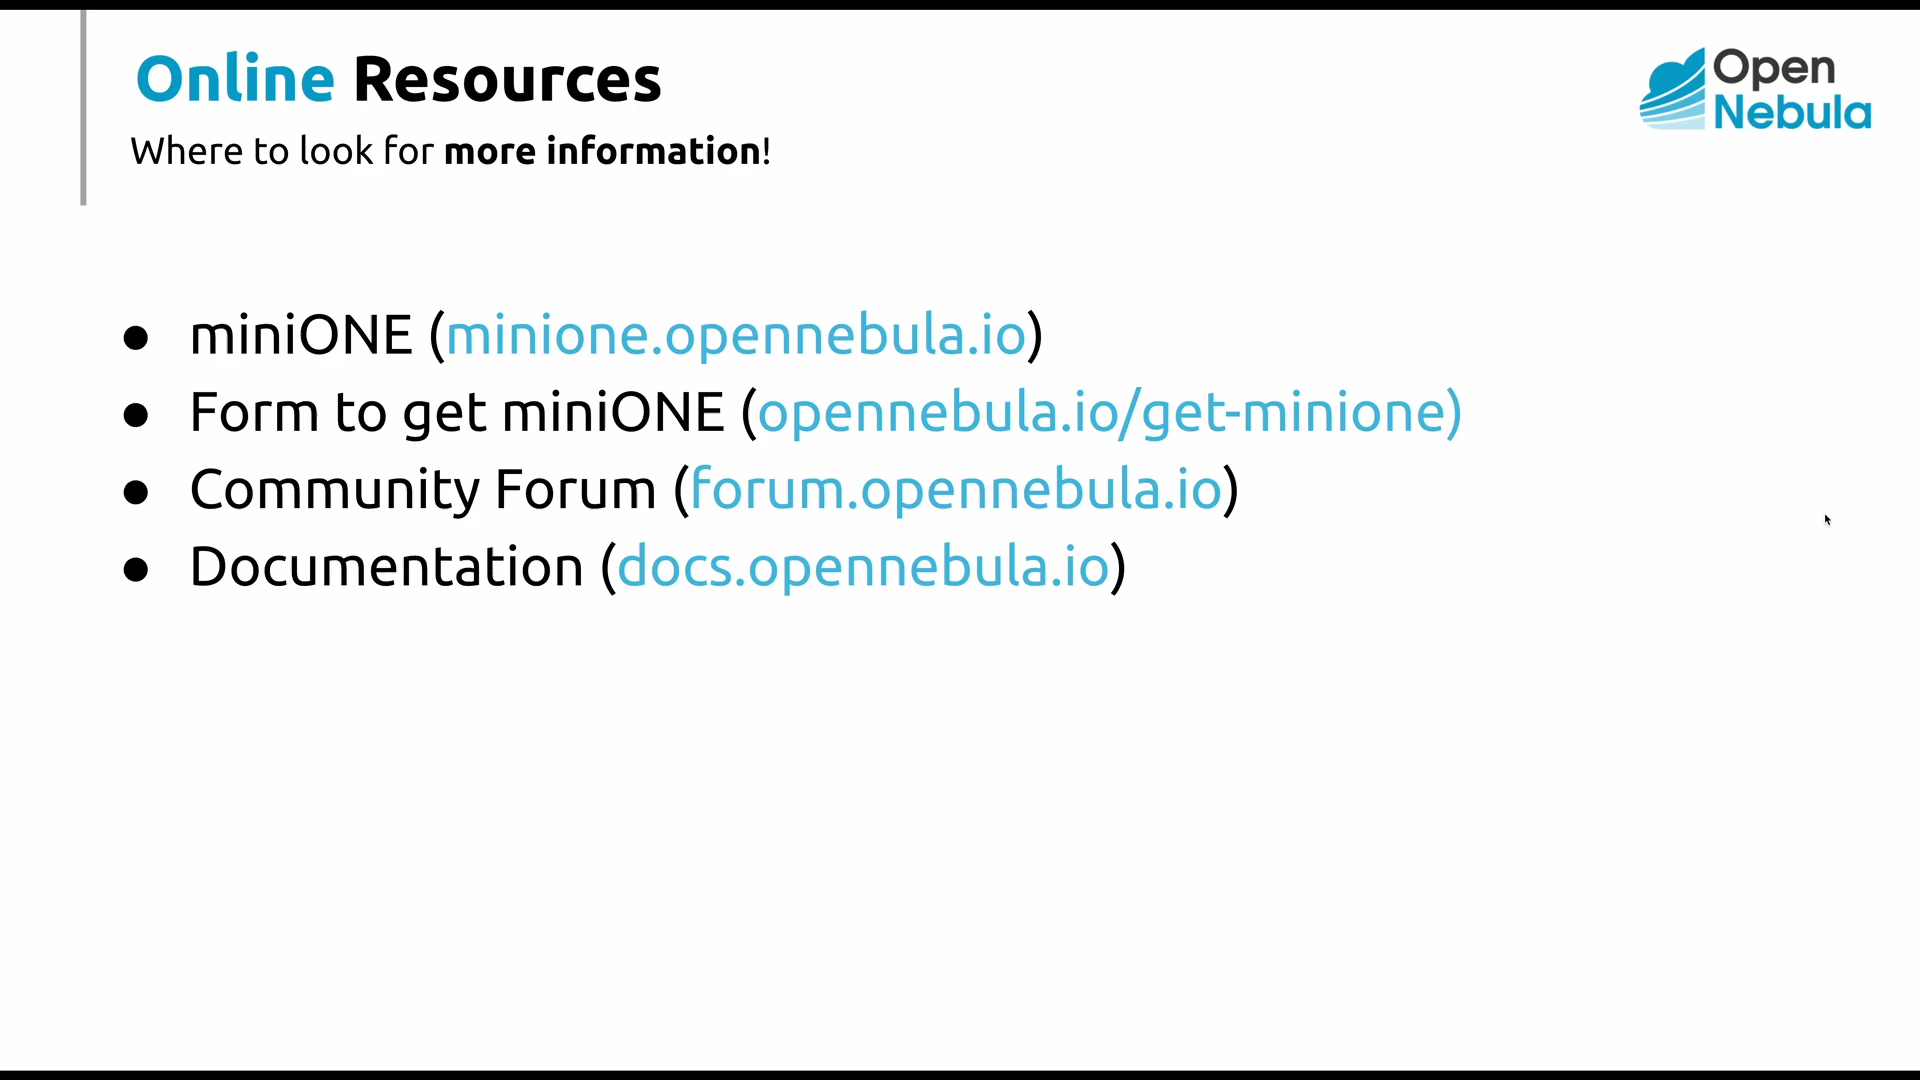 Online Resources
Where to look for more information!
Open
Nebula
● miniONE (minione.opennebula.io)
● Form to get miniONE (opennebula.io/get-minione)
● Community Forum (forum.opennebula.io)
● Documentation (docs.opennebula.io)